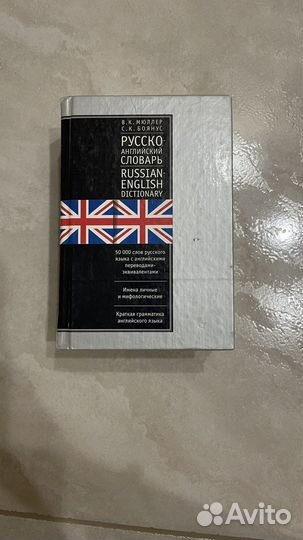 В. К. МЮЛЛЕР
С. К. БОЯНУС
РУССКО-
АНГЛИЙСКИЙ
СЛОВАРЬ
RUSSIAN-
ENGLISH
DICTIONARY
50 000 слов русского
языка с английскими
переводами-
эквивалентами
Имена личные
и мифологические
Краткая грамматика
английского языка
Avito